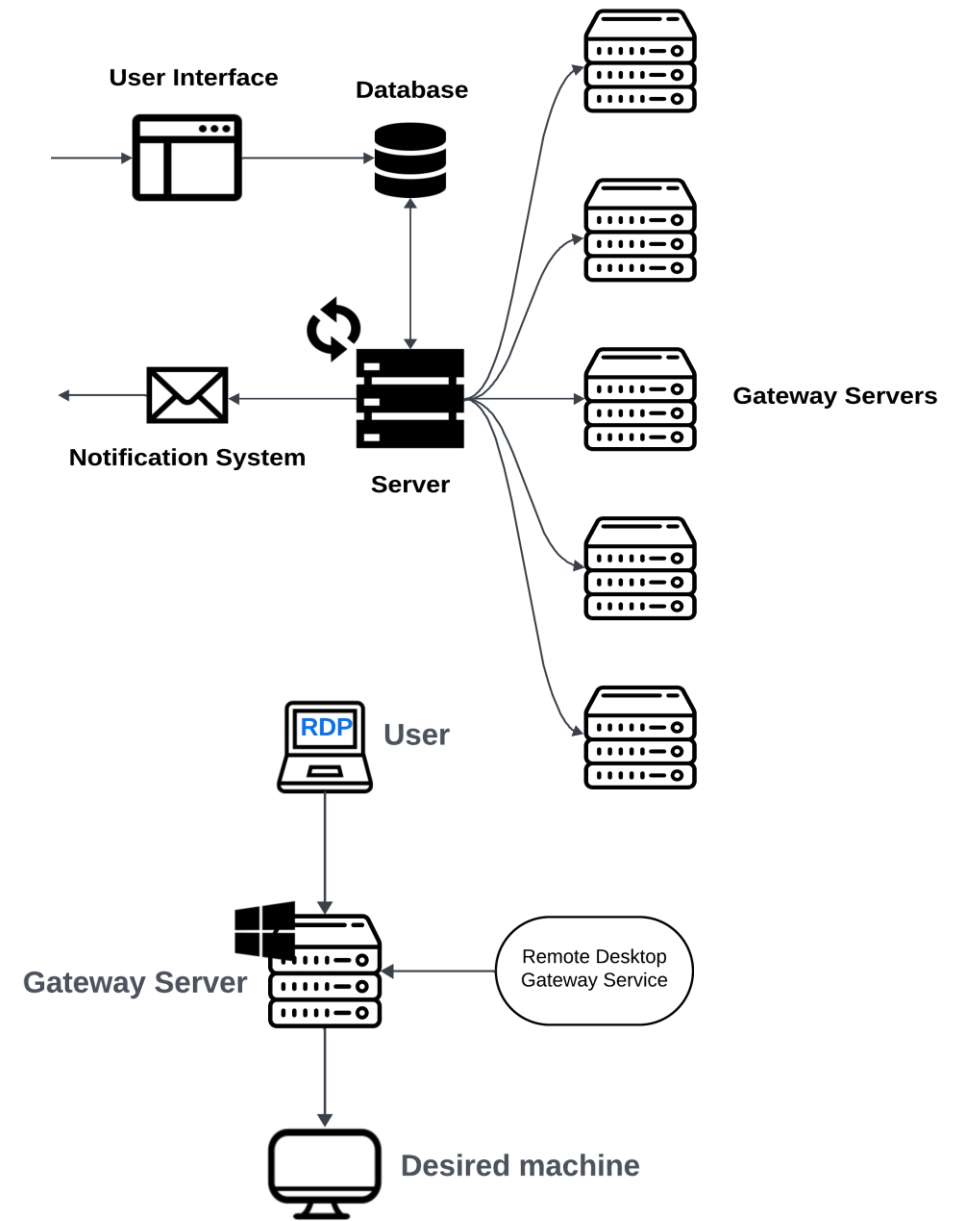 User Interface
Database
Gateway Servers
Notification System
Server
RDP
User
Remote Desktop
Gateway Service
Gateway Server
Desired machine